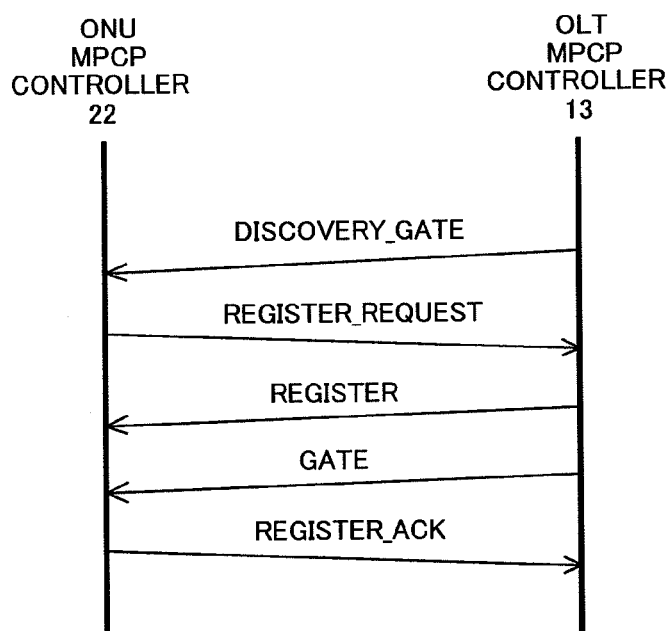 ONU
MPCP
CONTROLLER
22
OLT
MPCP
CONTROLLER
13
DISCOVERY_GATE
REGISTER_REQUEST
REGISTER
GATE
REGISTER_ACK